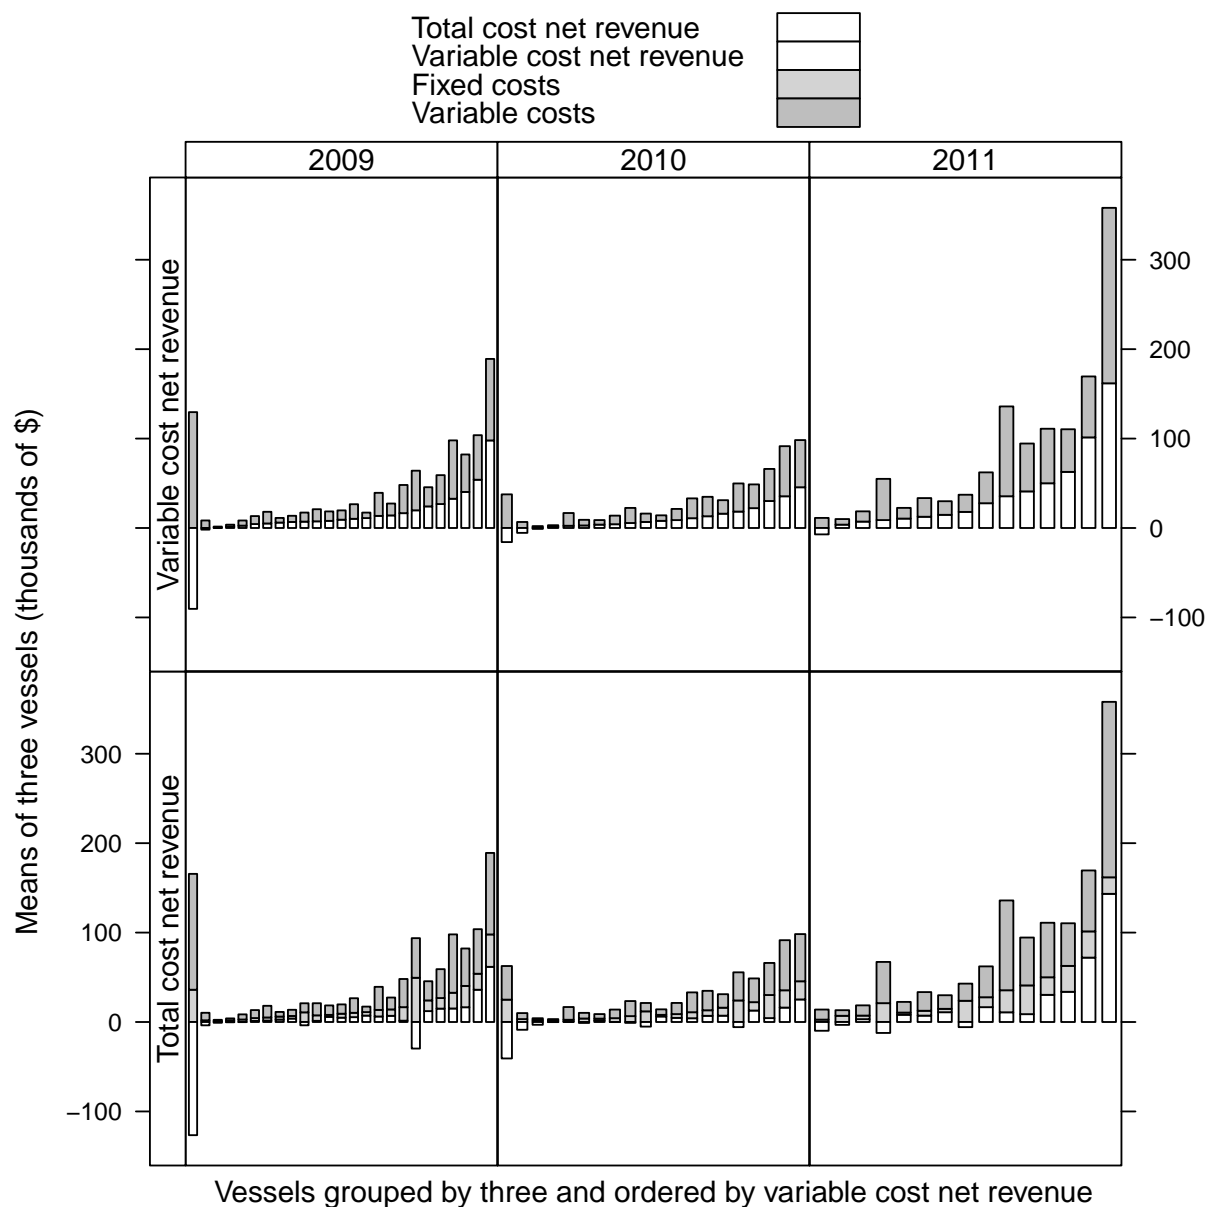 Total cost net revenue
Variable cost net revenue
Fixed costs
Variable costs
2009
2010
2011
Means of three vessels (thousands of $)
Variable cost net revenue
300
200
100
0
−100
Total cost net revenue
300
200
100
0
−100
Vessels grouped by three and ordered by variable cost net revenue